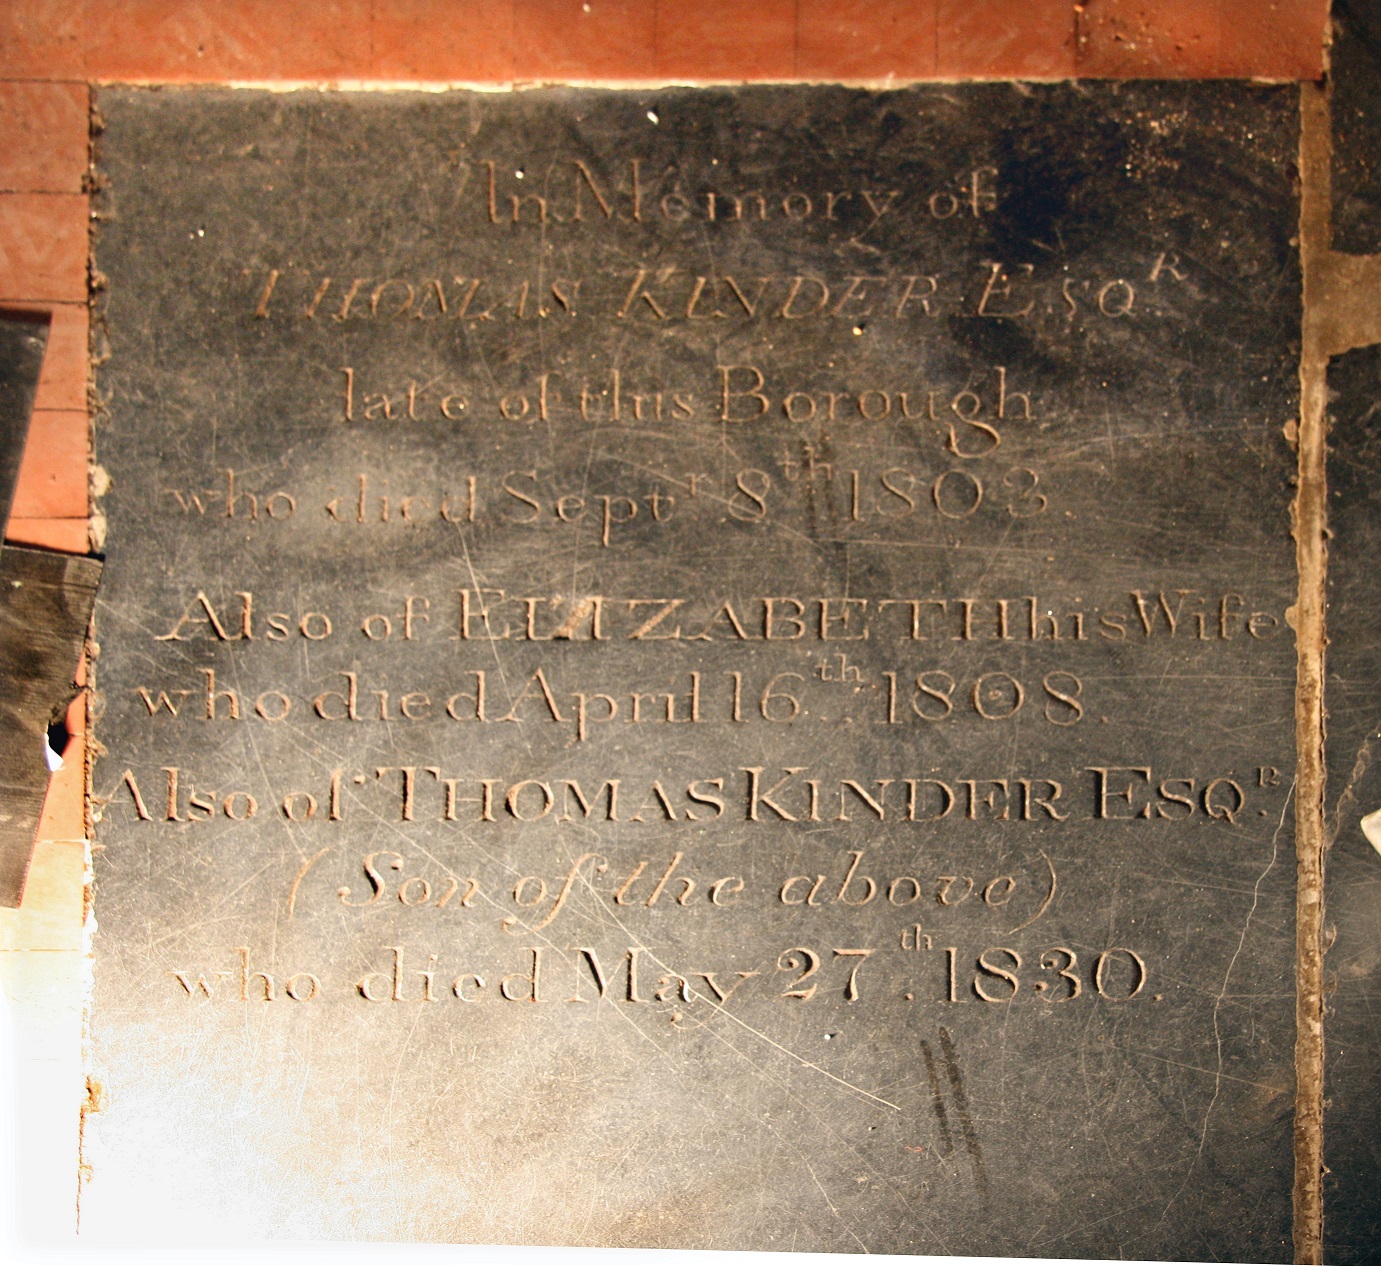 In Memory of
THOMAS KINDER ESQR
late of this Borough
who died Septr 8th 1803.
Also of ELIZABETH his Wife
who died April 16th 1808.
Also of THOMAS KINDER ESQR.
(Son of the above)
who died May 27th. 1830.